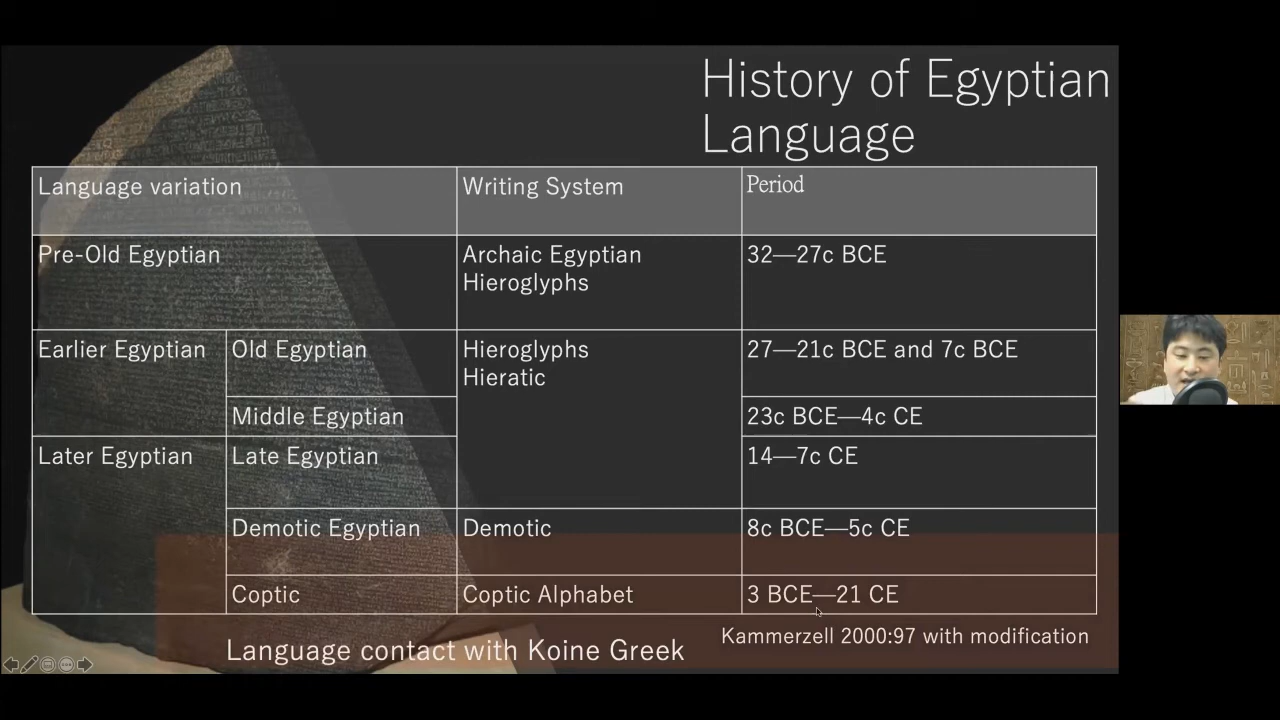 History of Egyptian
Language
Language variation
Writing System
Period
Pre-Old Egyptian
Archaic Egyptian
Hieroglyphs
32—27c BCE
Earlier Egyptian
Old Egyptian
Hieroglyphs
Hieratic
27—21c BCE and 7c BCE
Middle Egyptian
23c BCE—4c CE
Later Egyptian
Late Egyptian
14—7c CE
Demotic Egyptian
Demotic
8c BCE—5c CE
Coptic
Coptic Alphabet
3 BCE—21 CE
Kammerzell 2000:97 with modification
Language contact with Koine Greek